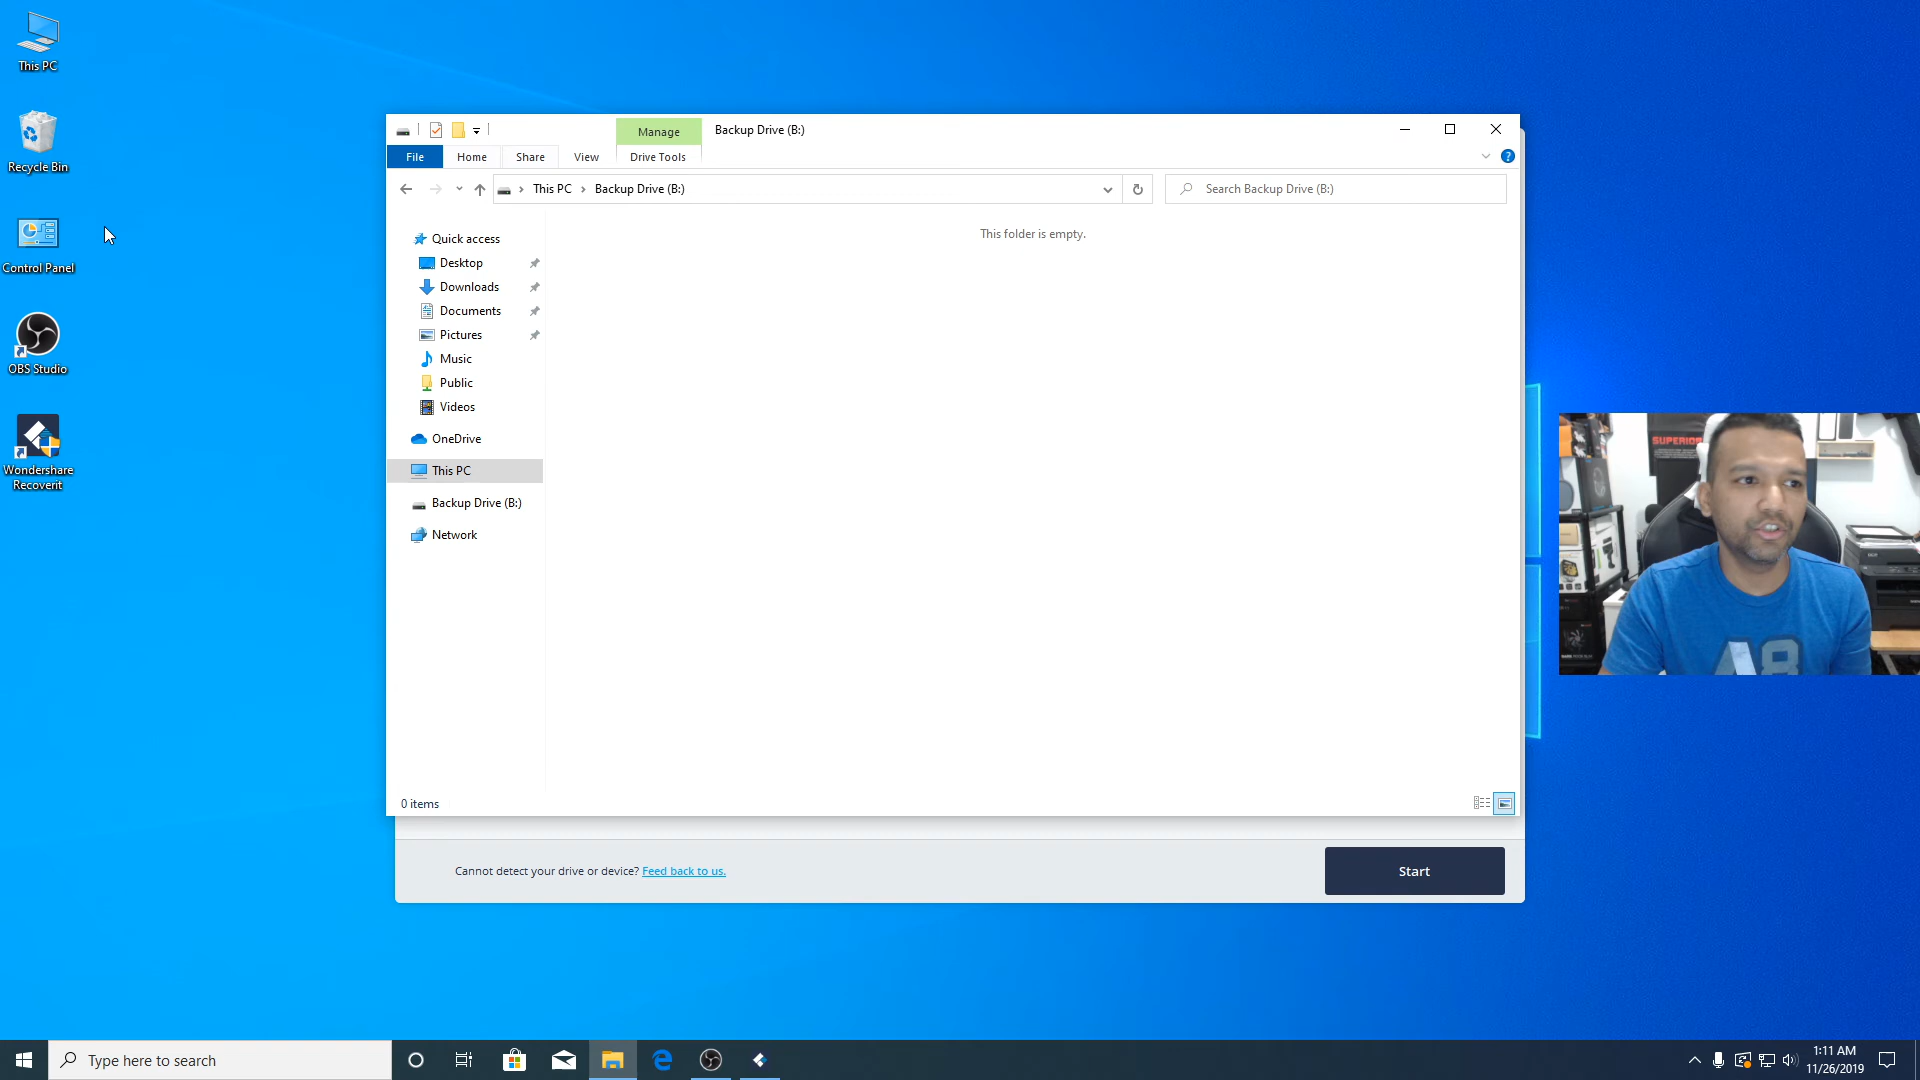 This PC
Recycle Bin
Control Panel
OBS Studio
Wondershare
Recoverit
Manage
Backup Drive (B:)
File
Home
Share
View
Drive Tools
This PC
Backup Drive (B:)
Search Backup Drive (B:)
Quick access
Desktop
Downloads
Documents
Pictures
Music
Public
Videos
OneDrive
This PC
Backup Drive (B:)
Network
This folder is empty.
0 items
Cannot detect your drive or device? Feed back to us.
Start
SUPERIOR
A8
Type here to search
1:11 AM
11/26/2019